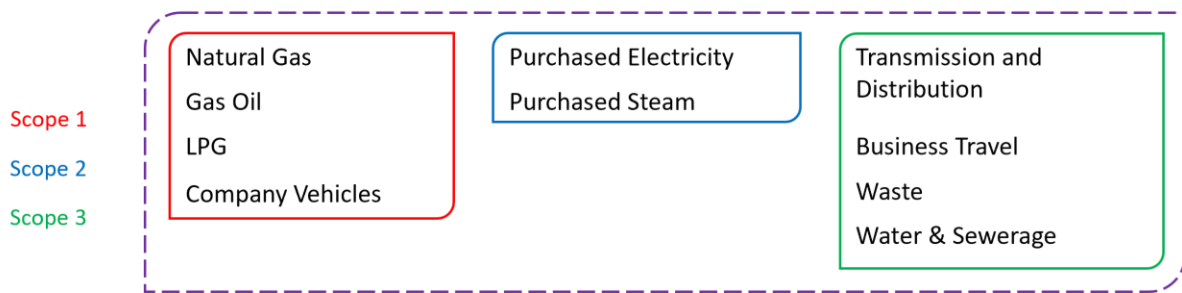 Scope 1
Scope 2
Scope 3
Natural Gas
Gas Oil
LPG
Company Vehicles
Purchased Electricity
Purchased Steam
Transmission and
Distribution
Business Travel
Waste
Water & Sewerage